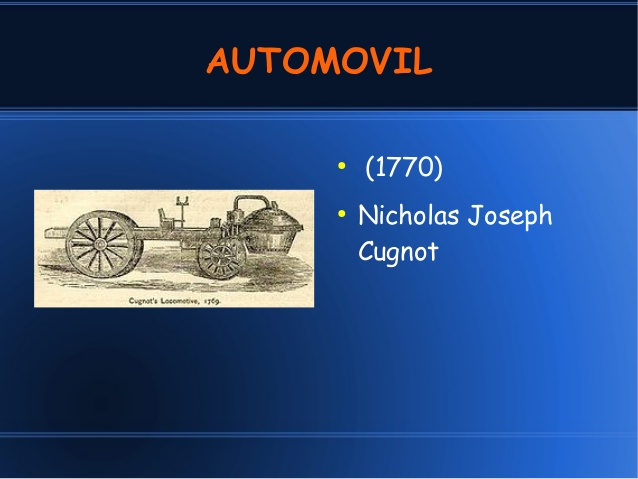 AUTOMOVIL
(1770)
Nicholas Joseph
Cugnot
Cugnot's Locomotive, 1769.